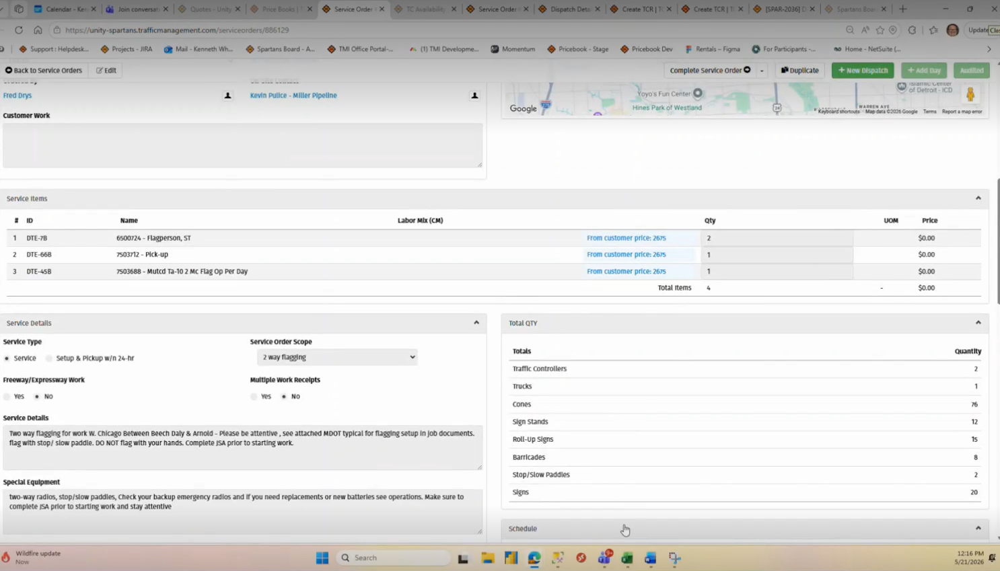 Calendar - Ken
Join conversat
Quotes - Unity
Price Books | T
Service Order
TC Availability
Service Order
Dispatch Detai
Create TCR | T
Create TCR | T
[SPAR-2036] D
Spartans Boar
https://unity-spartans.trafficmanagement.com/serviceorders/886129
Update
Clos
Support : Helpdesk...
Projects - JIRA
Mail - Kenneth Wh...
Spartans Board - A...
TMI Office Portal-...
(1) TMI Developme...
Momentum
Pricebook - Stage
Pricebook Dev
Rentals – Figma
For Participants -...
Home - NetSuite (...
Back to Service Orders
Edit
Complete Service Order
Duplicate
+ New Dispatch
+ Add Day
Audited
Fred Drys
Kevin Pulice - Miller Pipeline
Yoyo's Fun Center
Hines Park of Westland
Islamic Center
of Detroit - ICD
24
WARREN AVE
Google
Keyboard shortcuts
Map data ©2026 Google
Terms
Report a map error
Customer Work
Service Items
# ID Name Labor Mix (CM) Qty UOM Price
1 DTE-7B 6500724 - Flagperson, ST From customer price: 2675 2 $0.00
2 DTE-66B 7503712 - Pick-up From customer price: 2675 1 $0.00
3 DTE-45B 7503688 - Mutcd Ta-10 2 Mc Flag Op Per Day From customer price: 2675 1 $0.00
Total Items 4 - $0.00
Service Details
Service Type
Service
Setup & Pickup w/n 24-hr
Service Order Scope
2 way flagging
Freeway/Expressway Work
Yes
No
Multiple Work Receipts
Yes
No
Service Details
Two way flagging for work W. Chicago Between Beech Daly & Arnold - Please be attentive , see attached MDOT typical for flagging setup in job documents.
flag with stop/ slow paddle. DO NOT flag with your hands. Complete JSA prior to starting work.
Special Equipment
two-way radios, stop/slow paddles, Check your backup emergency radios and if you need replacements or new batteries see operations. Make sure to
complete JSA prior to starting work and stay attentive
Total QTY
Totals Quantity
Traffic Controllers 2
Trucks 1
Cones 76
Sign Stands 12
Roll-Up Signs 15
Barricades 8
Stop/Slow Paddles 2
Signs 20
Schedule
Wildfire update
Now
Search
9+
12:16 PM
5/21/2026